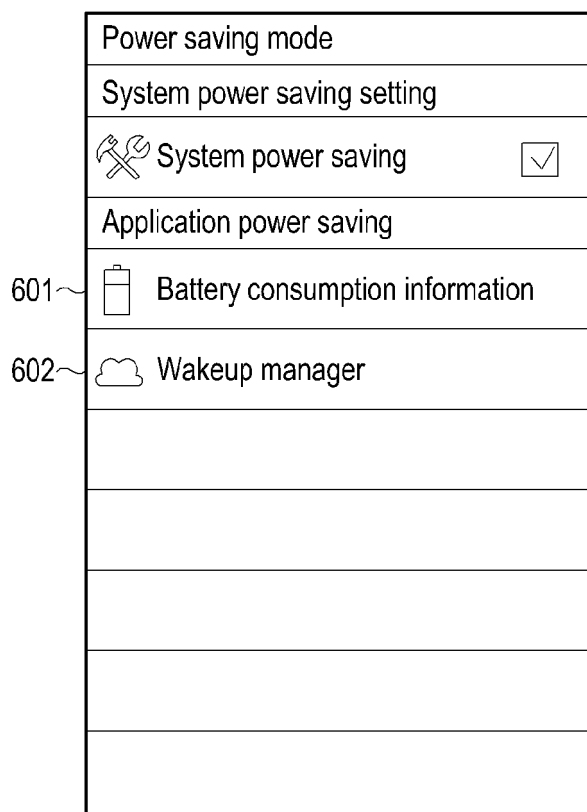 Power saving mode
System power saving setting
System power saving
Application power saving
601 Battery consumption information
602 Wakeup manager